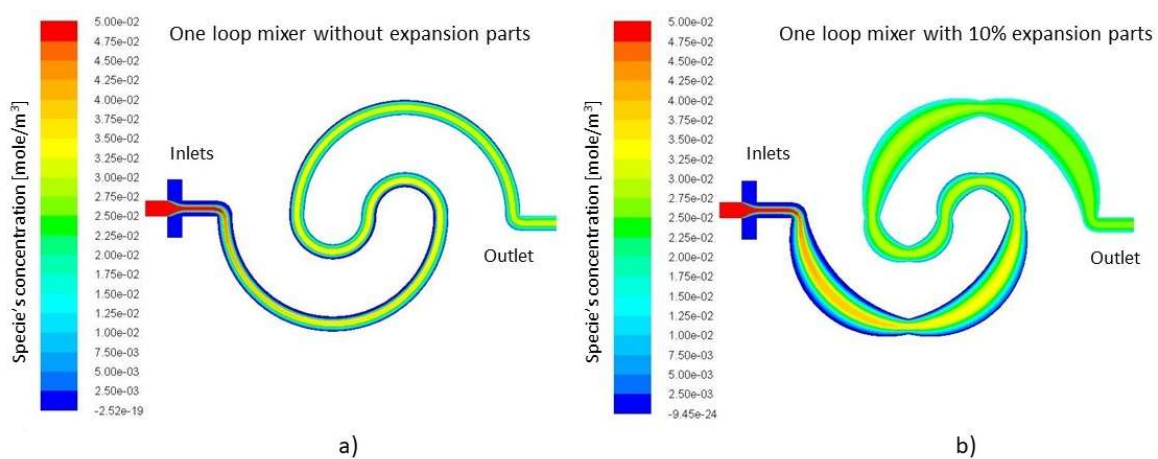 One loop mixer without expansion parts
Specie's concentration [mole/m³]
5.00e-02
4.75e-02
4.50e-02
4.25e-02
4.00e-02
3.75e-02
3.50e-02
3.25e-02
3.00e-02
2.75e-02
2.50e-02
2.25e-02
2.00e-02
1.75e-02
1.50e-02
1.25e-02
1.00e-02
7.50e-03
5.00e-03
2.50e-03
-2.52e-19
Inlets
Outlet
a)
One loop mixer with 10% expansion parts
Specie's concentration [mole/m³]
5.00e-02
4.75e-02
4.50e-02
4.25e-02
4.00e-02
3.75e-02
3.50e-02
3.25e-02
3.00e-02
2.75e-02
2.50e-02
2.25e-02
2.00e-02
1.75e-02
1.50e-02
1.25e-02
1.00e-02
7.50e-03
5.00e-03
2.50e-03
-9.45e-24
Inlets
Outlet
b)